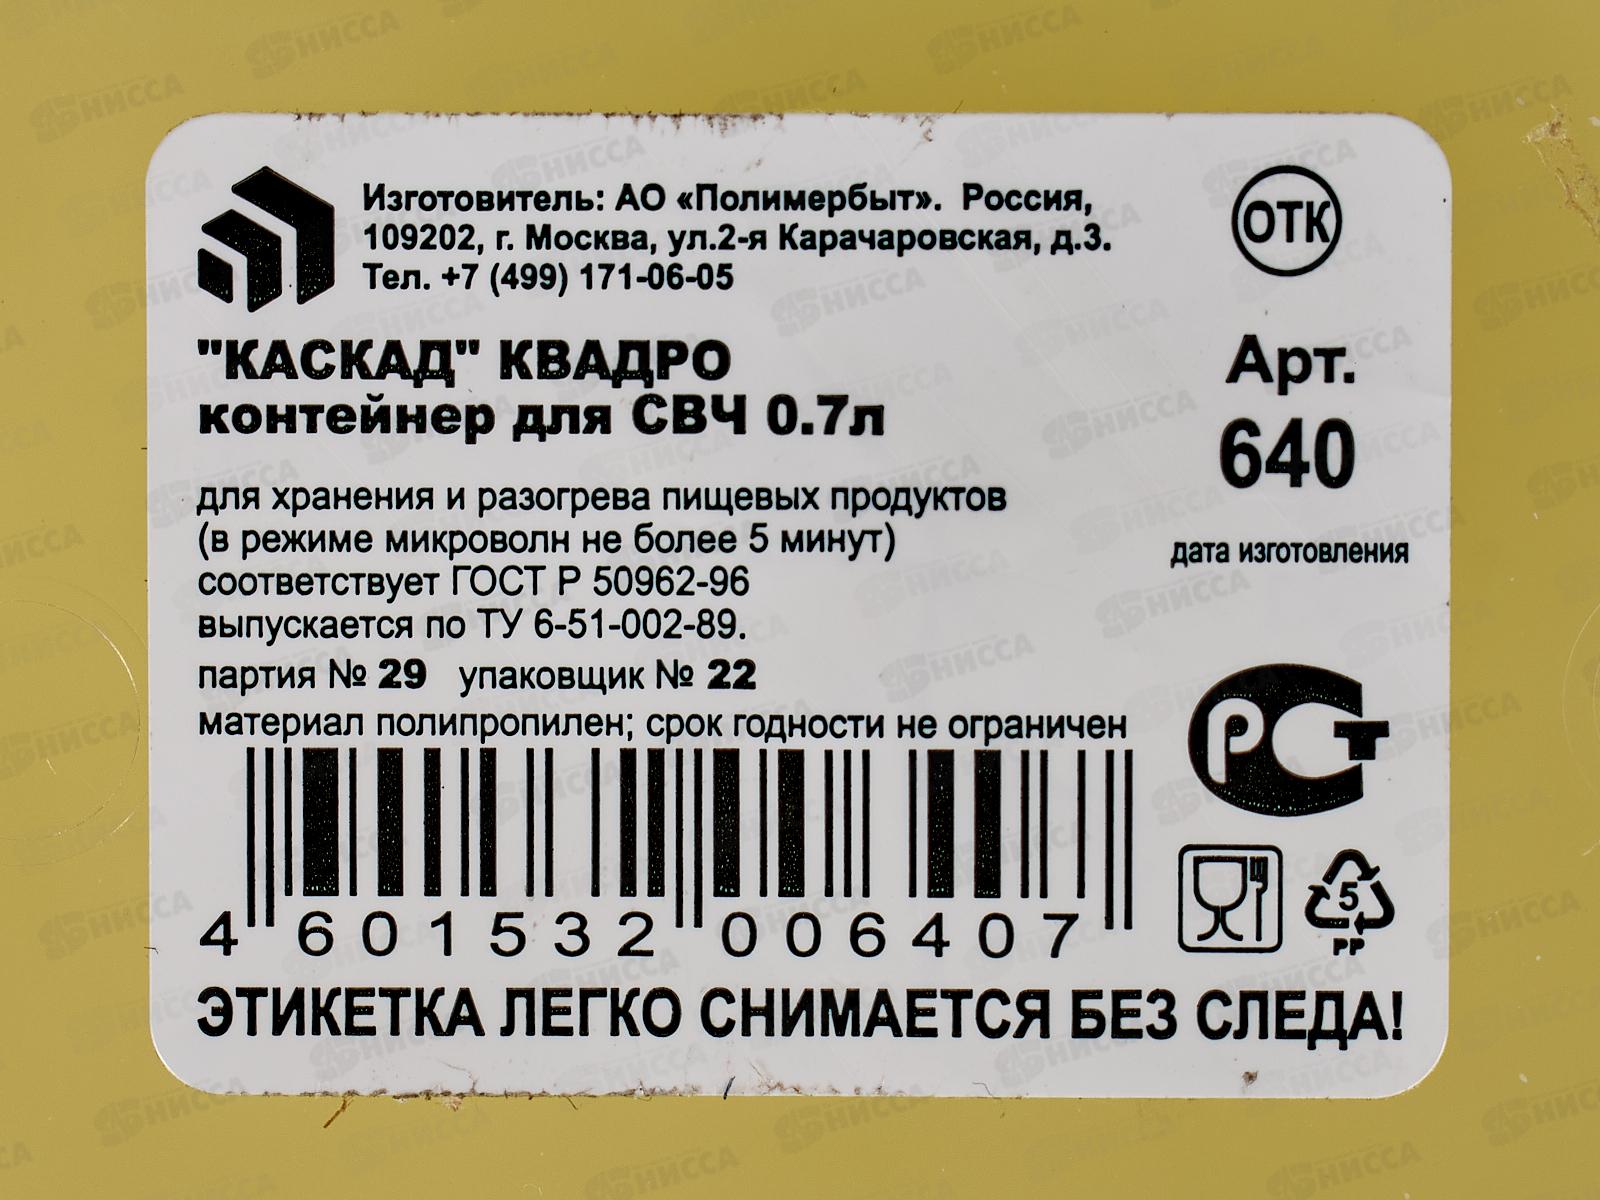 Изготовитель: АО «Полимербыт». Россия,
109202, г. Москва, ул.2-я Карачаровская, д.3.
Тел. +7 (499) 171-06-05
ОТК
"КАСКАД" КВАДРО
контейнер для СВЧ 0.7л
Арт.
640
для хранения и разогрева пищевых продуктов
(в режиме микроволн не более 5 минут)
соответствует ГОСТ Р 50962-96
выпускается по ТУ 6-51-002-89.
дата изготовления
партия № 29 упаковщик № 22
материал полипропилен; срок годности не ограничен
РСТ
4 601532 006407
5
PP
ЭТИКЕТКА ЛЕГКО СНИМАЕТСЯ БЕЗ СЛЕДА!
НИССА